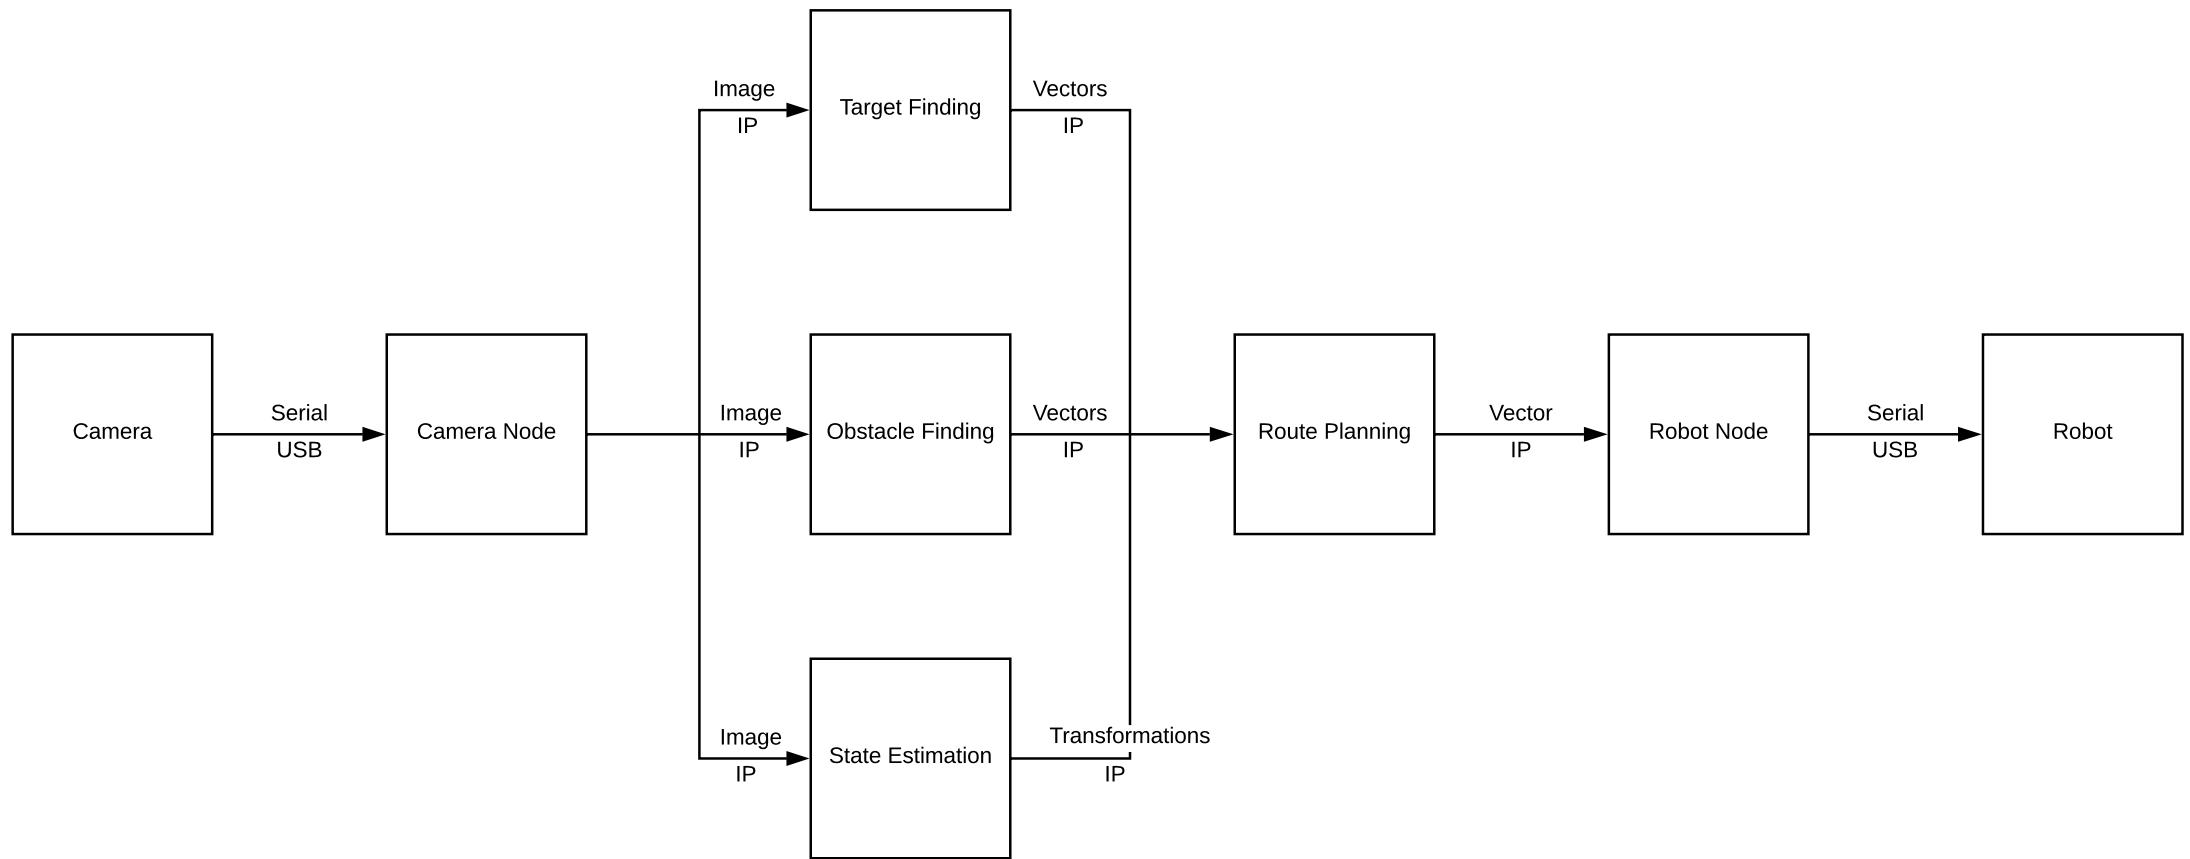 Image
IP
Target Finding
Vectors
IP
Camera
Serial
USB
Camera Node
Image
IP
Obstacle Finding
Vectors
IP
Route Planning
Vector
IP
Robot Node
Serial
USB
Robot
Image
IP
State Estimation
Transformations
IP